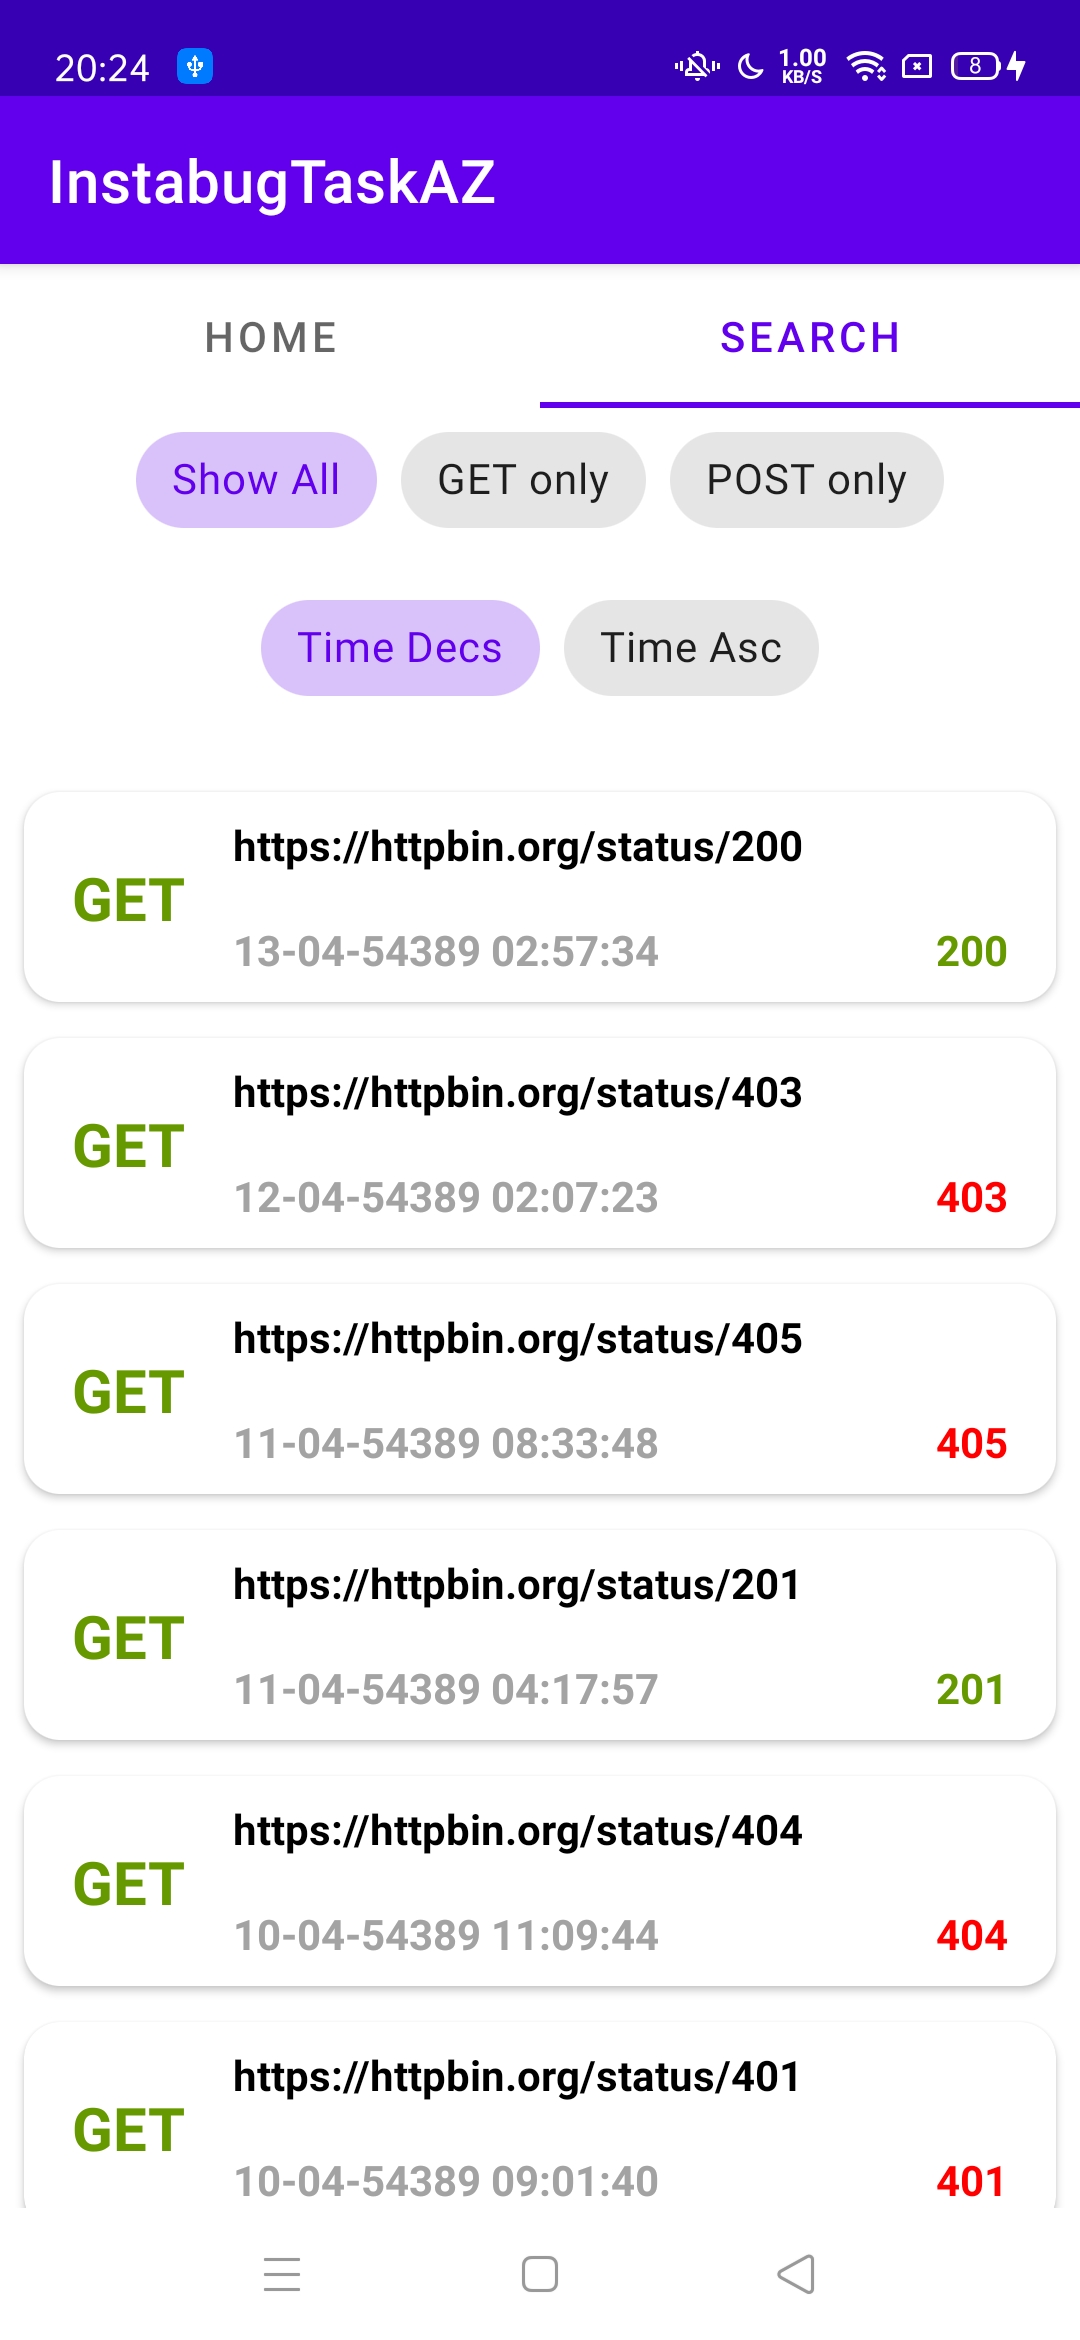 20:24 1.00 KB/S 8
InstabugTaskAZ
HOME SEARCH
Show All GET only POST only
Time Decs Time Asc
https://httpbin.org/status/200
GET
13-04-54389 02:57:34 200
https://httpbin.org/status/403
GET
12-04-54389 02:07:23 403
https://httpbin.org/status/405
GET
11-04-54389 08:33:48 405
https://httpbin.org/status/201
GET
11-04-54389 04:17:57 201
https://httpbin.org/status/404
GET
10-04-54389 11:09:44 404
https://httpbin.org/status/401
GET
10-04-54389 09:01:40 401